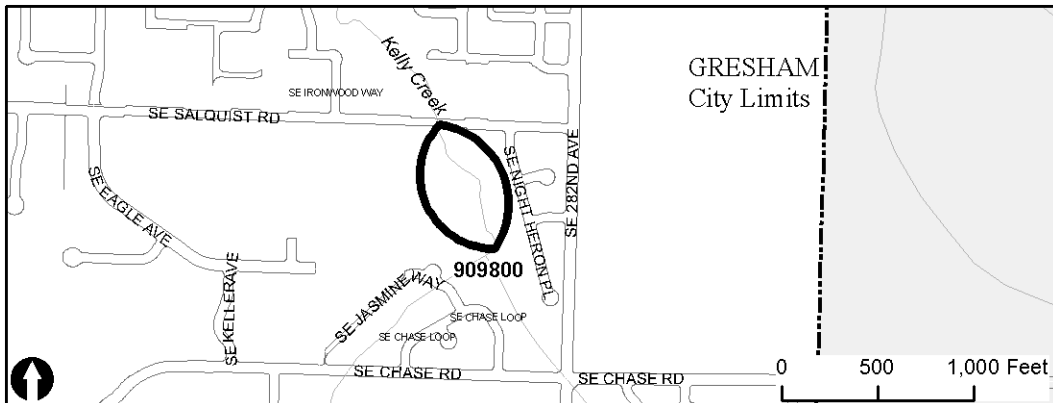 Kelly Creek
GRESHAM
City Limits
SE IRONWOOD WAY
SE SALQUIST RD
SE EAGLE AVE
SE NIGHT HERON PL
SE 282ND AVE
909800
SE KELLERAVE
SE JASMINE WAY
SE CHASE LOOP
SE CHASE LOOP
SE CHASE RD
SE CHASE RD
0 500 1,000 Feet